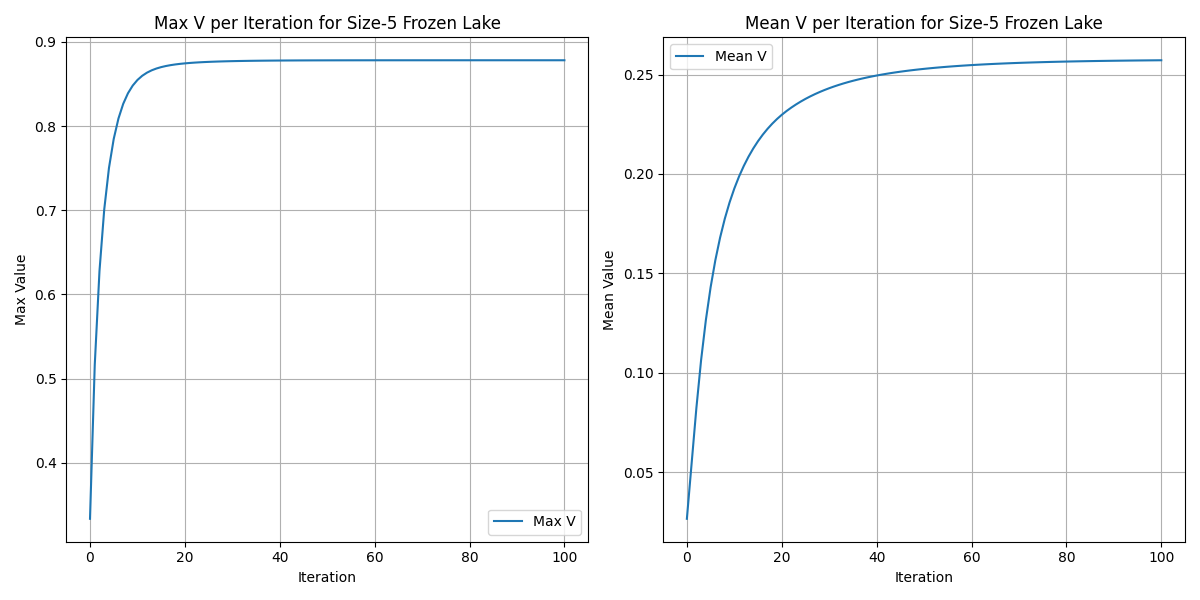 Max V per Iteration for Size-5 Frozen Lake
0.9
0.8
0.7
0.6
0.5
0.4
Max Value
0 20 40 60 80 100
Iteration
Max V
Mean V per Iteration for Size-5 Frozen Lake
Mean V
0.25
0.20
0.15
0.10
0.05
Mean Value
0 20 40 60 80 100
Iteration